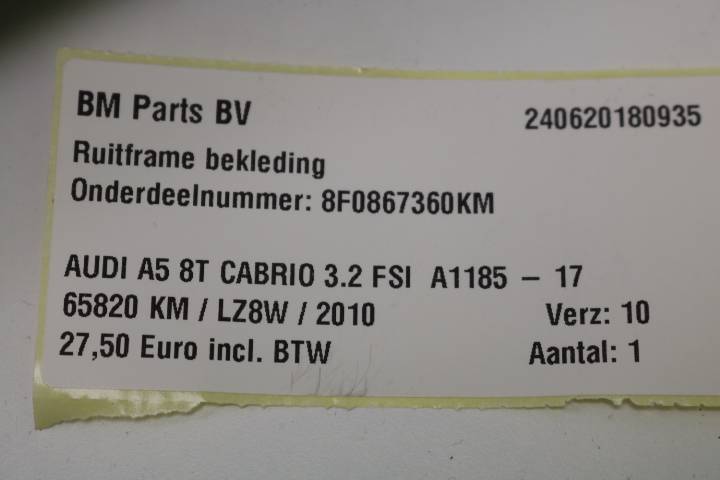 BM Parts BV 240620180935
Ruitframe bekleding
Onderdeelnummer: 8F0867360KM
AUDI A5 8T CABRIO 3.2 FSI A1185 – 17
65820 KM / LZ8W / 2010 Verz: 10
27,50 Euro incl. BTW Aantal: 1